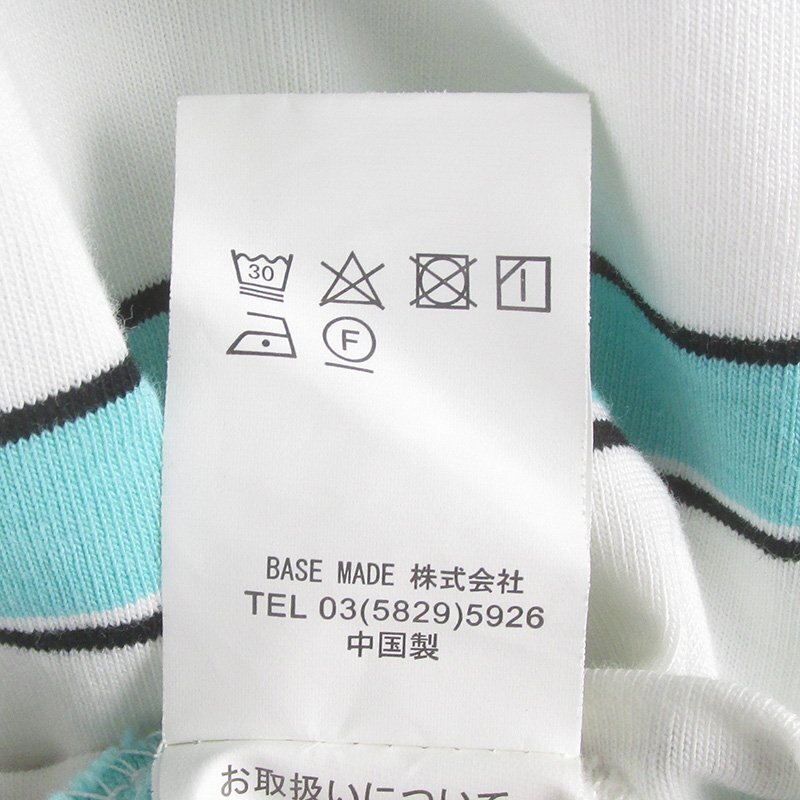 30
F
BASE MADE 株式会社
TEL 03(5829)5926
中国製
お取扱いについて